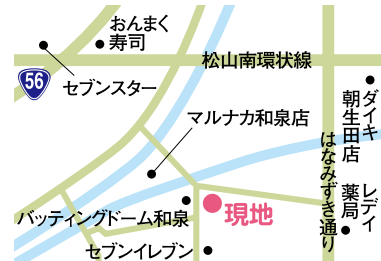 おんまく
寿司
松山南環状線
56
セブンスター
ダイキ
朝生田店
マルナカ和泉店
はなみずき通り
レデイ
薬局
現地
バッティングドーム和泉
セブンイレブン